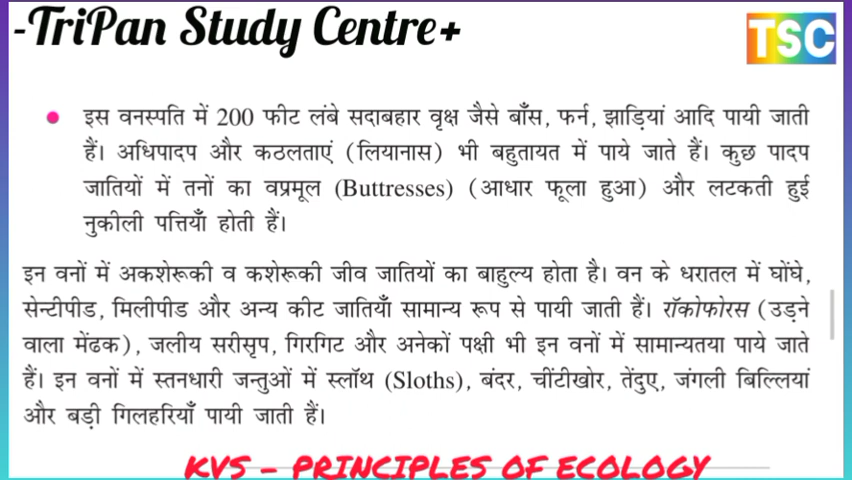 -TriPan Study Centre+
TSC
इस वनस्पति में 200 फीट लंबे सदाबहार वृक्ष जैसे बाँस, फर्न, झाड़ियां आदि पायी जाती
हैं। अधिपादप और कठलताएं (लियानास) भी बहुतायत में पाये जाते हैं। कुछ पादप
जातियों में तनों का वप्रमूल (Buttresses) (आधार फूला हुआ) और लटकती हुई
नुकीली पत्तियाँ होती हैं।
इन वनों में अकशेरूकी व कशेरूकी जीव जातियों का बाहुल्य होता है। वन के धरातल में घोंघे,
सेन्टीपीड, मिलीपीड और अन्य कीट जातियाँ सामान्य रूप से पायी जाती हैं। रॉकोफोरस (उड़ने
वाला मेंढक), जलीय सरीसृप, गिरगिट और अनेकों पक्षी भी इन वनों में सामान्यतया पाये जाते
हैं। इन वनों में स्तनधारी जन्तुओं में स्लॉथ (Sloths), बंदर, चींटीखोर, तेंदुए, जंगली बिल्लियां
और बड़ी गिलहरियाँ पायी जाती हैं।
KVS - PRINCIPLES OF ECOLOGY